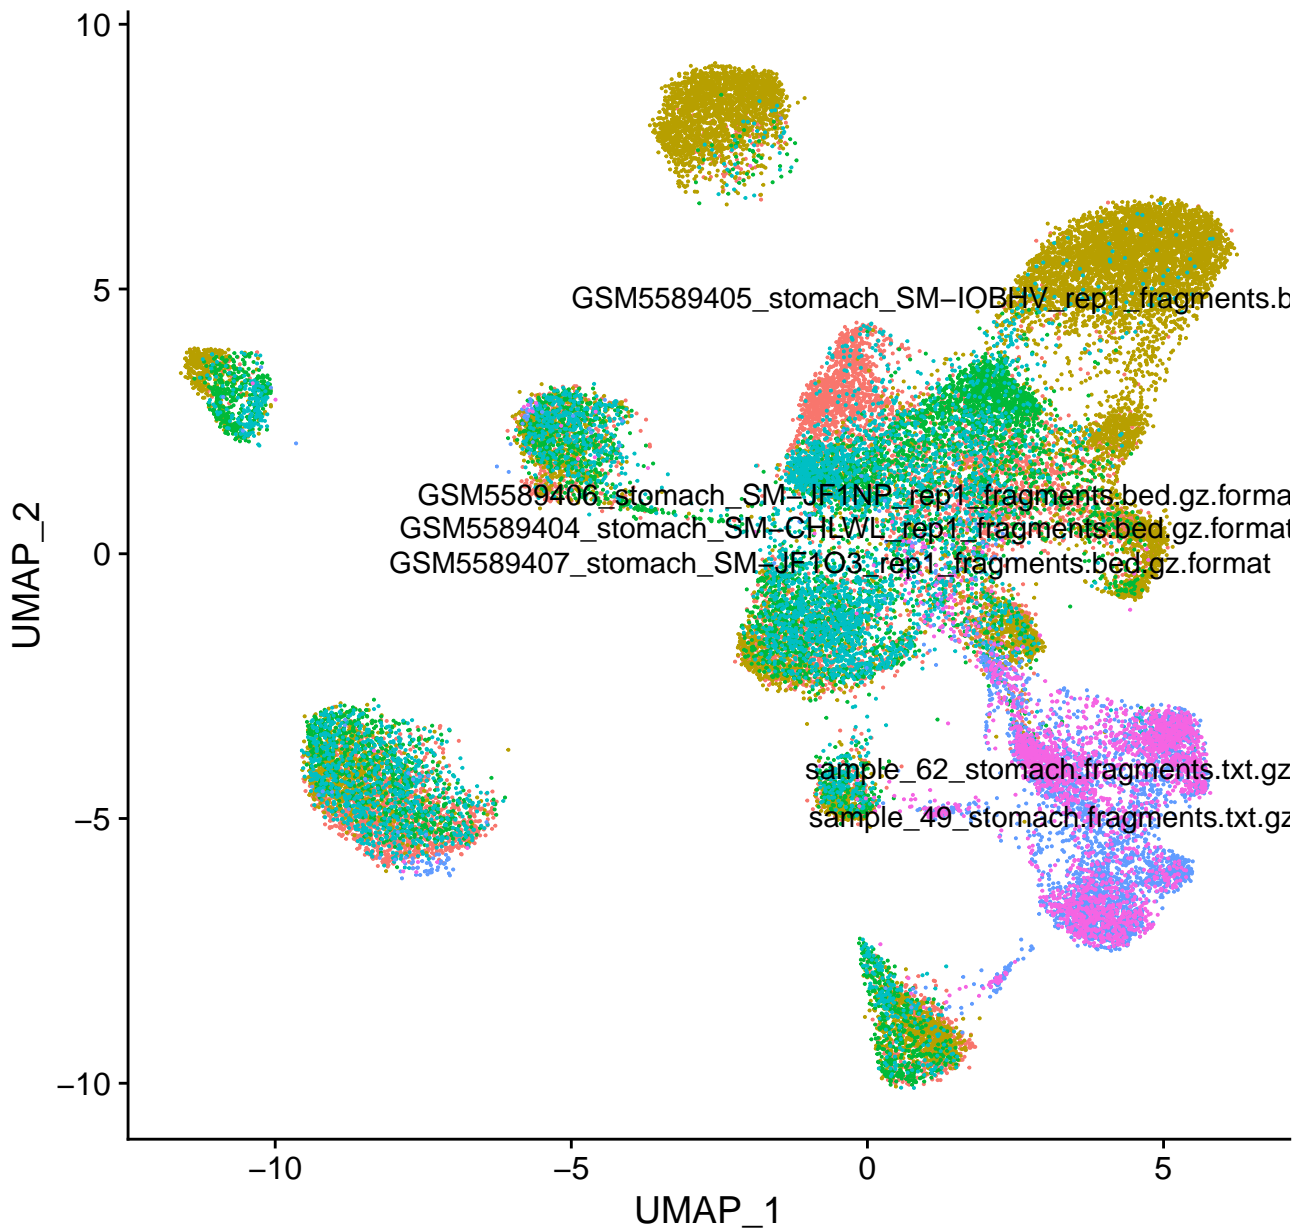 10
5
GSM5589405_stomach_SM−IOBHV_rep1_fragments.b
GSM5589406_stomach_SM−JF1NP_rep1_fragments.bed.gz.forma
GSM5589404_stomach_SM−CHLWL_rep1_fragments.bed.gz.format
0
GSM5589407_stomach_SM−JF1O3_rep1_fragments.bed.gz.format
UMAP_2
sample_62_stomach.fragments.txt.gz
−5
sample_49_stomach.fragments.txt.gz
−10
−10
−5
0
5
UMAP_1